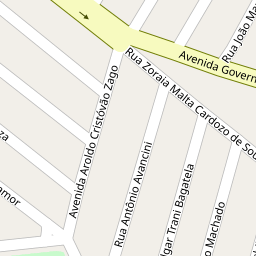 Rua João Ma
Avenida Govern
Rua Zoraia Malta Cardozo de Sou
Avenida Aroldo Cristóvão Zago
Rua Antônio Avancini
lgar Trani Bagatela
o Machado
za
amor